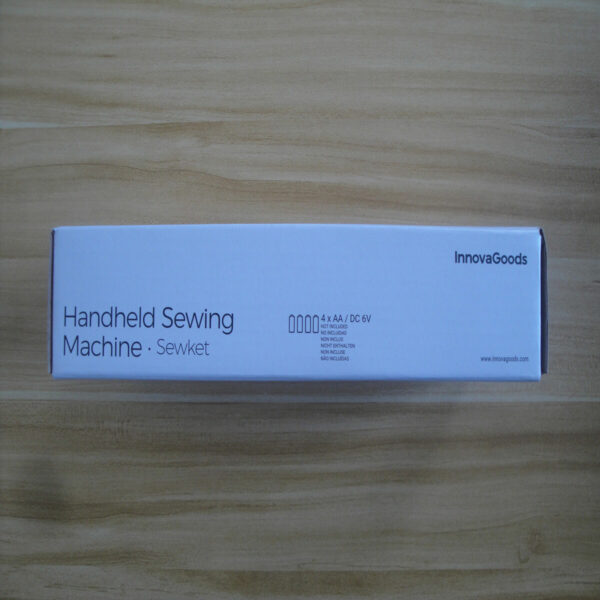 InnovaGoods
Handheld Sewing
Machine · Sewket
4 x AA / DC 6V
NOT INCLUDED
NO INCLUIDAS
NON INCLUS
NICHT ENTHALTEN
NON INCLUSE
NÃO INCLUÍDAS
www.innovagoods.com